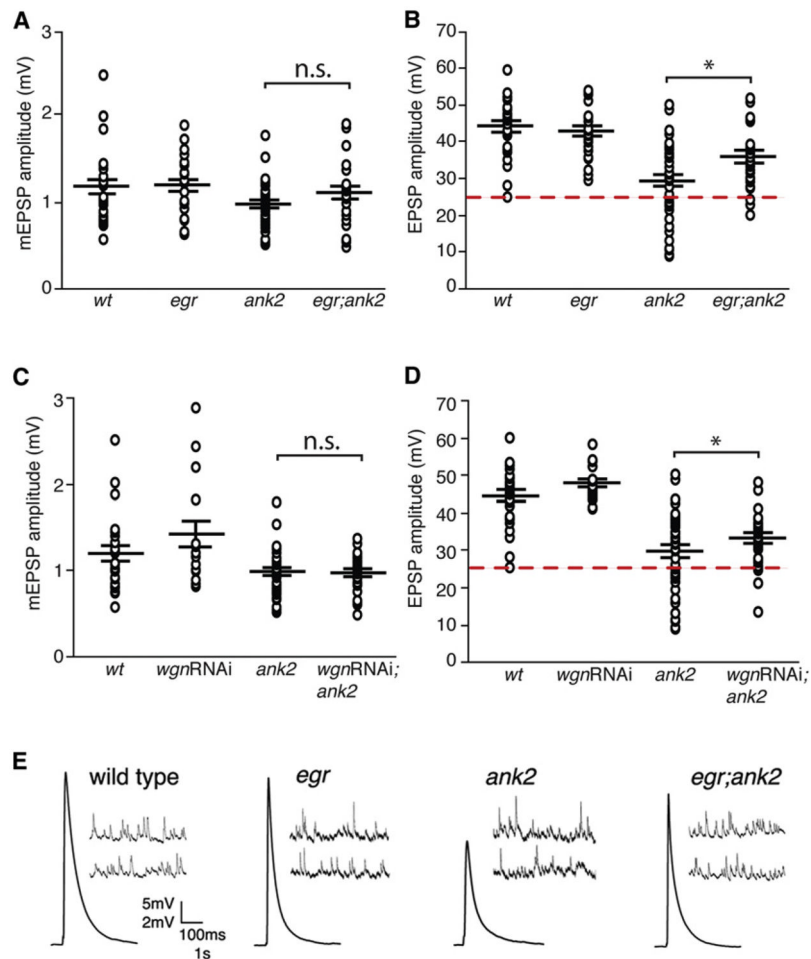 A
B
mEPSP amplitude (mV)
3
2
1
0
n.s.
wt egr ank2 egr;ank2
EPSP amplitude (mV)
70
60
50
40
30
20
10
0
*
wt egr ank2 egr;ank2
C
D
mEPSP amplitude (mV)
3
2
1
0
n.s.
wt wgnRNAi ank2 wgnRNAi;
ank2
EPSP amplitude (mV)
70
60
50
40
30
20
10
0
*
wt wgnRNAi ank2 wgnRNAi;
ank2
E
wild type egr ank2 egr;ank2
5mV
2mV
100ms
1s